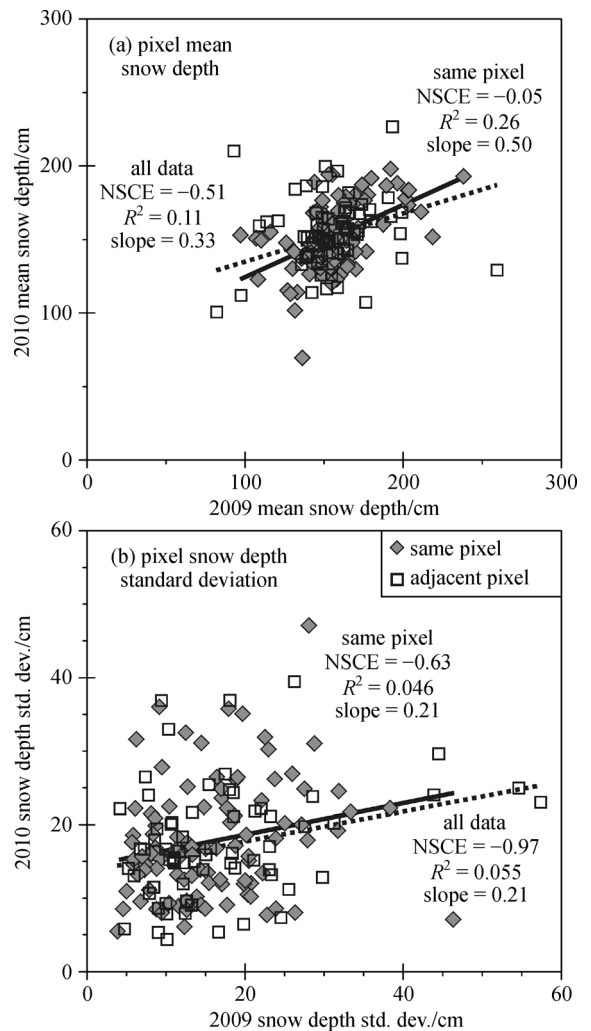 300
(a) pixel mean
snow depth
same pixel
NSCE = −0.05
R² = 0.26
slope = 0.50
200
all data
NSCE = −0.51
R² = 0.11
slope = 0.33
2010 mean snow depth/cm
100
0
0 100 200 300
2009 mean snow depth/cm
60
(b) pixel snow depth
standard deviation
same pixel
adjacent pixel
same pixel
NSCE = −0.63
R² = 0.046
slope = 0.21
40
2010 snow depth std. dev./cm
20
all data
NSCE = −0.97
R² = 0.055
slope = 0.21
0
0 20 40 60
2009 snow depth std. dev./cm